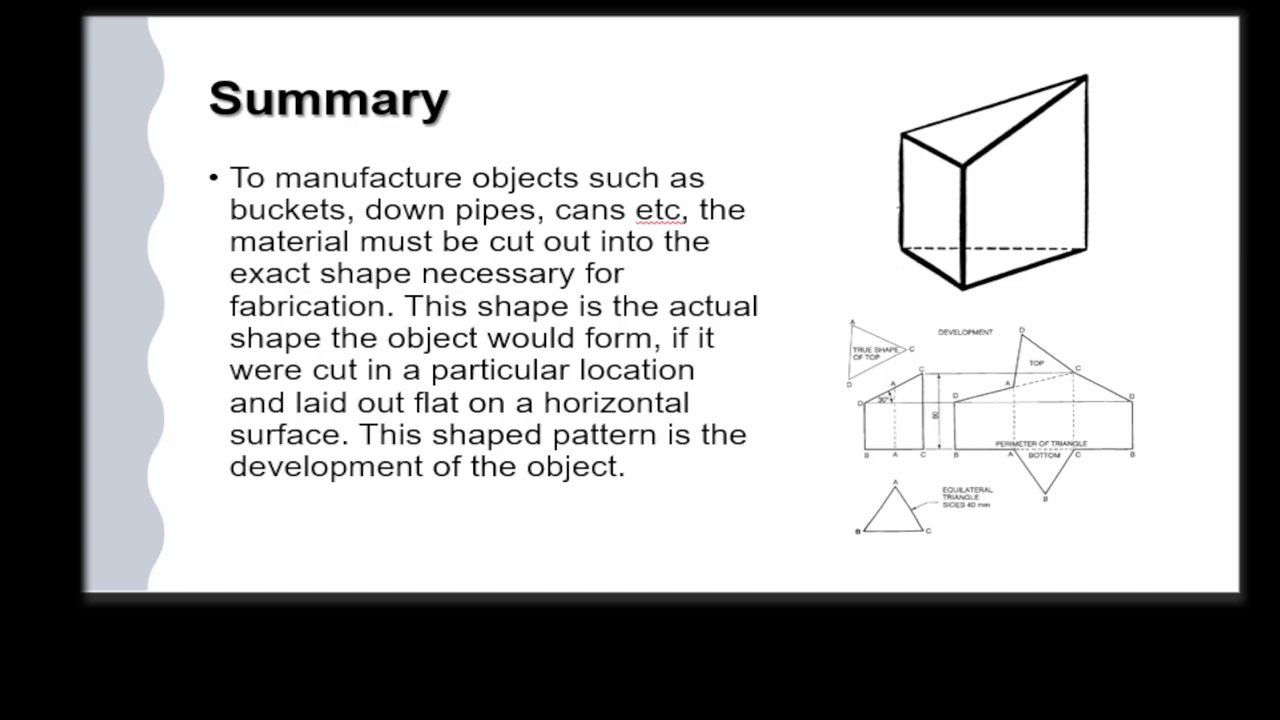 Summary
• To manufacture objects such as
buckets, down pipes, cans etc, the
material must be cut out into the
exact shape necessary for
fabrication. This shape is the actual
shape the object would form, if it
were cut in a particular location
and laid out flat on a horizontal
surface. This shaped pattern is the
development of the object.
A
TRUE SHAPE
OF TOP
C
D
DEVELOPMENT
D
TOP
A
C
D
D
C
A
D
30°
B A C
B
PERIMETER OF TRIANGLE
A BOTTOM C
B
B
A
B
C
EQUILATERAL
TRIANGLE
SIDES 40 mm